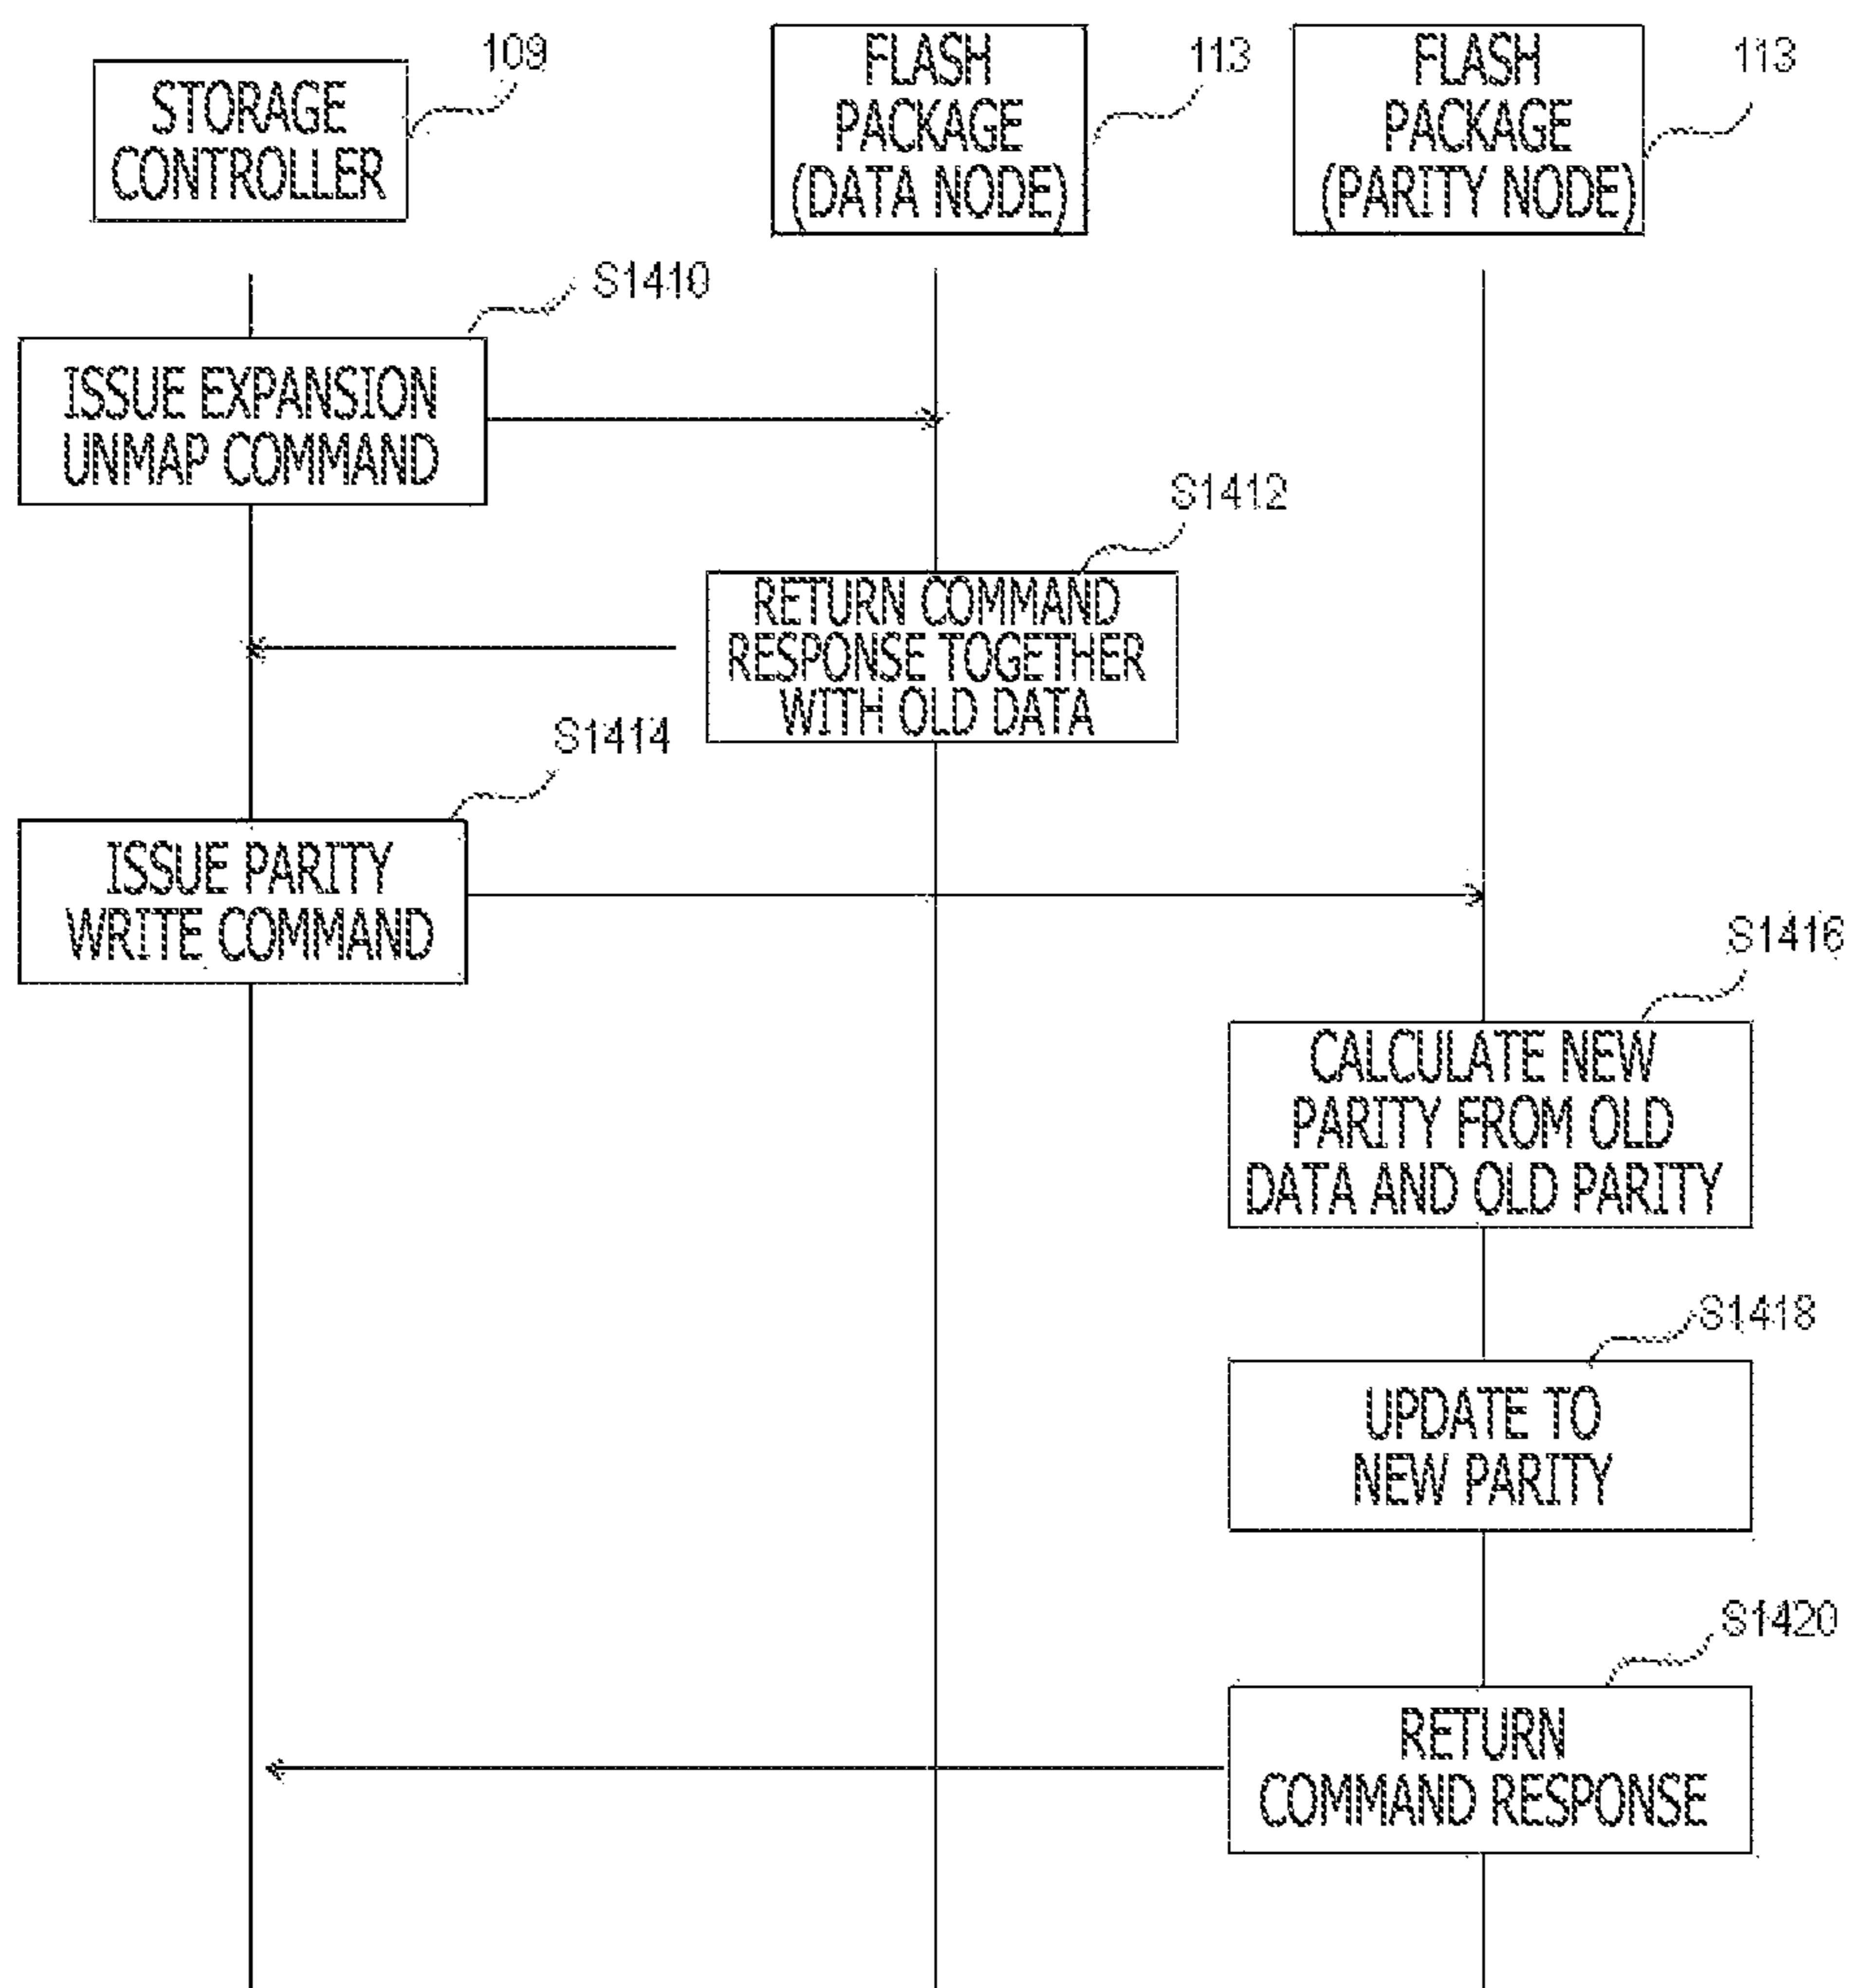 STORAGE
CONTROLLER
109
FLASH
PACKAGE
(DATA NODE)
113
FLASH
PACKAGE
(PARITY NODE)
113
S1410
ISSUE EXPANSION
UNMAP COMMAND
S1412
RETURN COMMAND
RESPONSE TOGETHER
WITH OLD DATA
S1414
ISSUE PARITY
WRITE COMMAND
S1416
CALCULATE NEW
PARITY FROM OLD
DATA AND OLD PARITY
S1418
UPDATE TO
NEW PARITY
S1420
RETURN
COMMAND RESPONSE